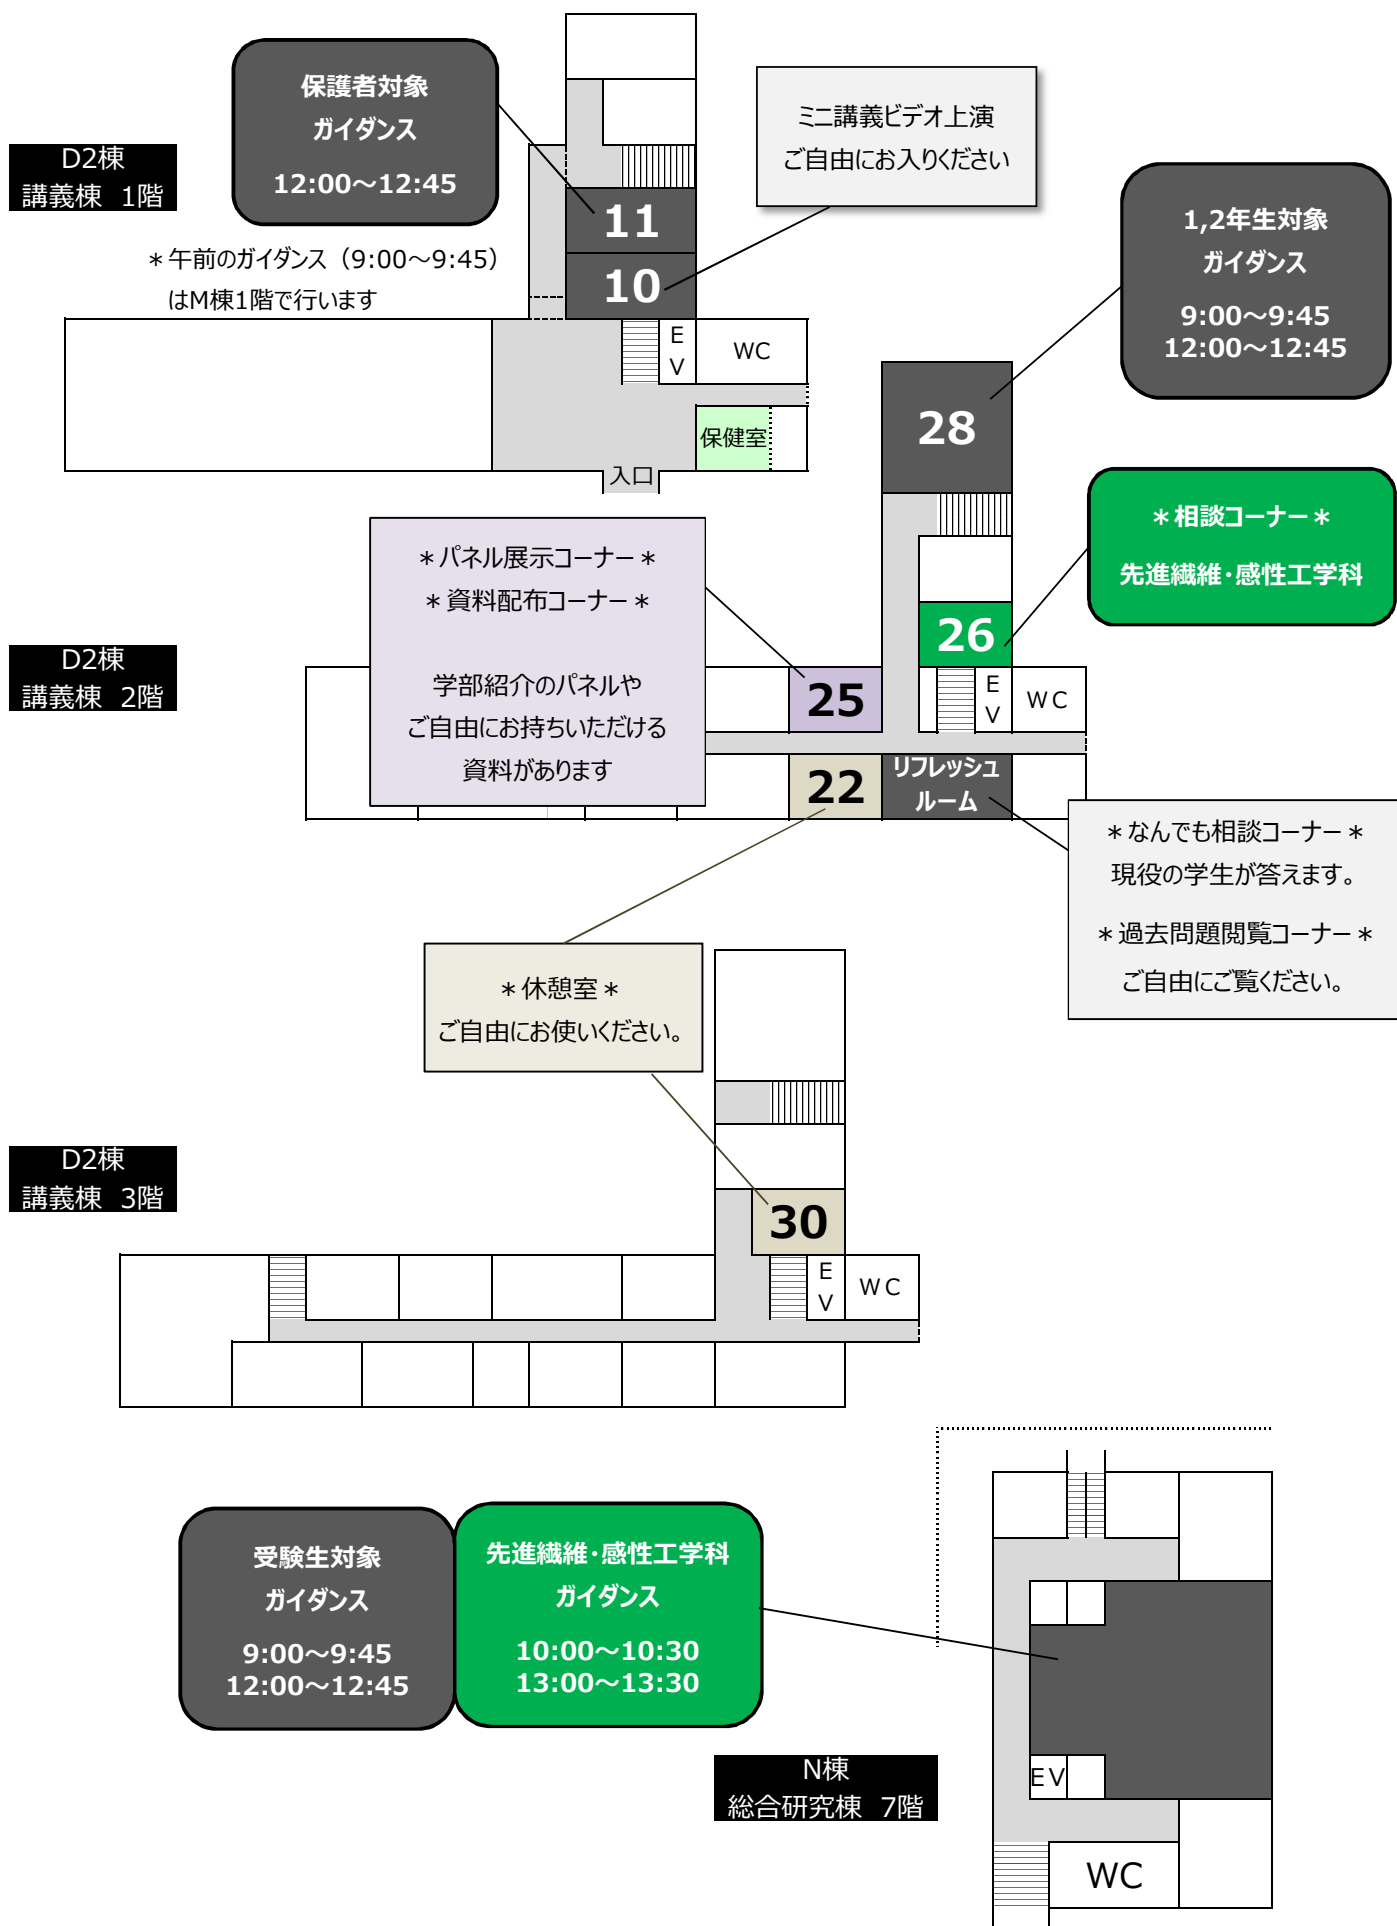 D2棟
講義棟 1階
保護者対象
ガイダンス
12:00～12:45
＊午前のガイダンス（9:00～9:45）
はM棟1階で行います
ミニ講義ビデオ上演
ご自由にお入りください
11
10
E
V
WC
保健室
入口
1,2年生対象
ガイダンス
9:00～9:45
12:00～12:45
28
＊相談コーナー＊
先進繊維・感性工学科
26
D2棟
講義棟 2階
＊パネル展示コーナー＊
＊資料配布コーナー＊
学部紹介のパネルや
ご自由にお持ちいただける
資料があります
25
E
V
WC
22
リフレッシュ
ルーム
＊なんでも相談コーナー＊
現役の学生が答えます。
＊過去問題閲覧コーナー＊
ご自由にご覧ください。
＊休憩室＊
ご自由にお使いください。
D2棟
講義棟 3階
30
E
V
WC
受験生対象
ガイダンス
9:00～9:45
12:00～12:45
先進繊維・感性工学科
ガイダンス
10:00～10:30
13:00～13:30
N棟
総合研究棟 7階
EV
WC